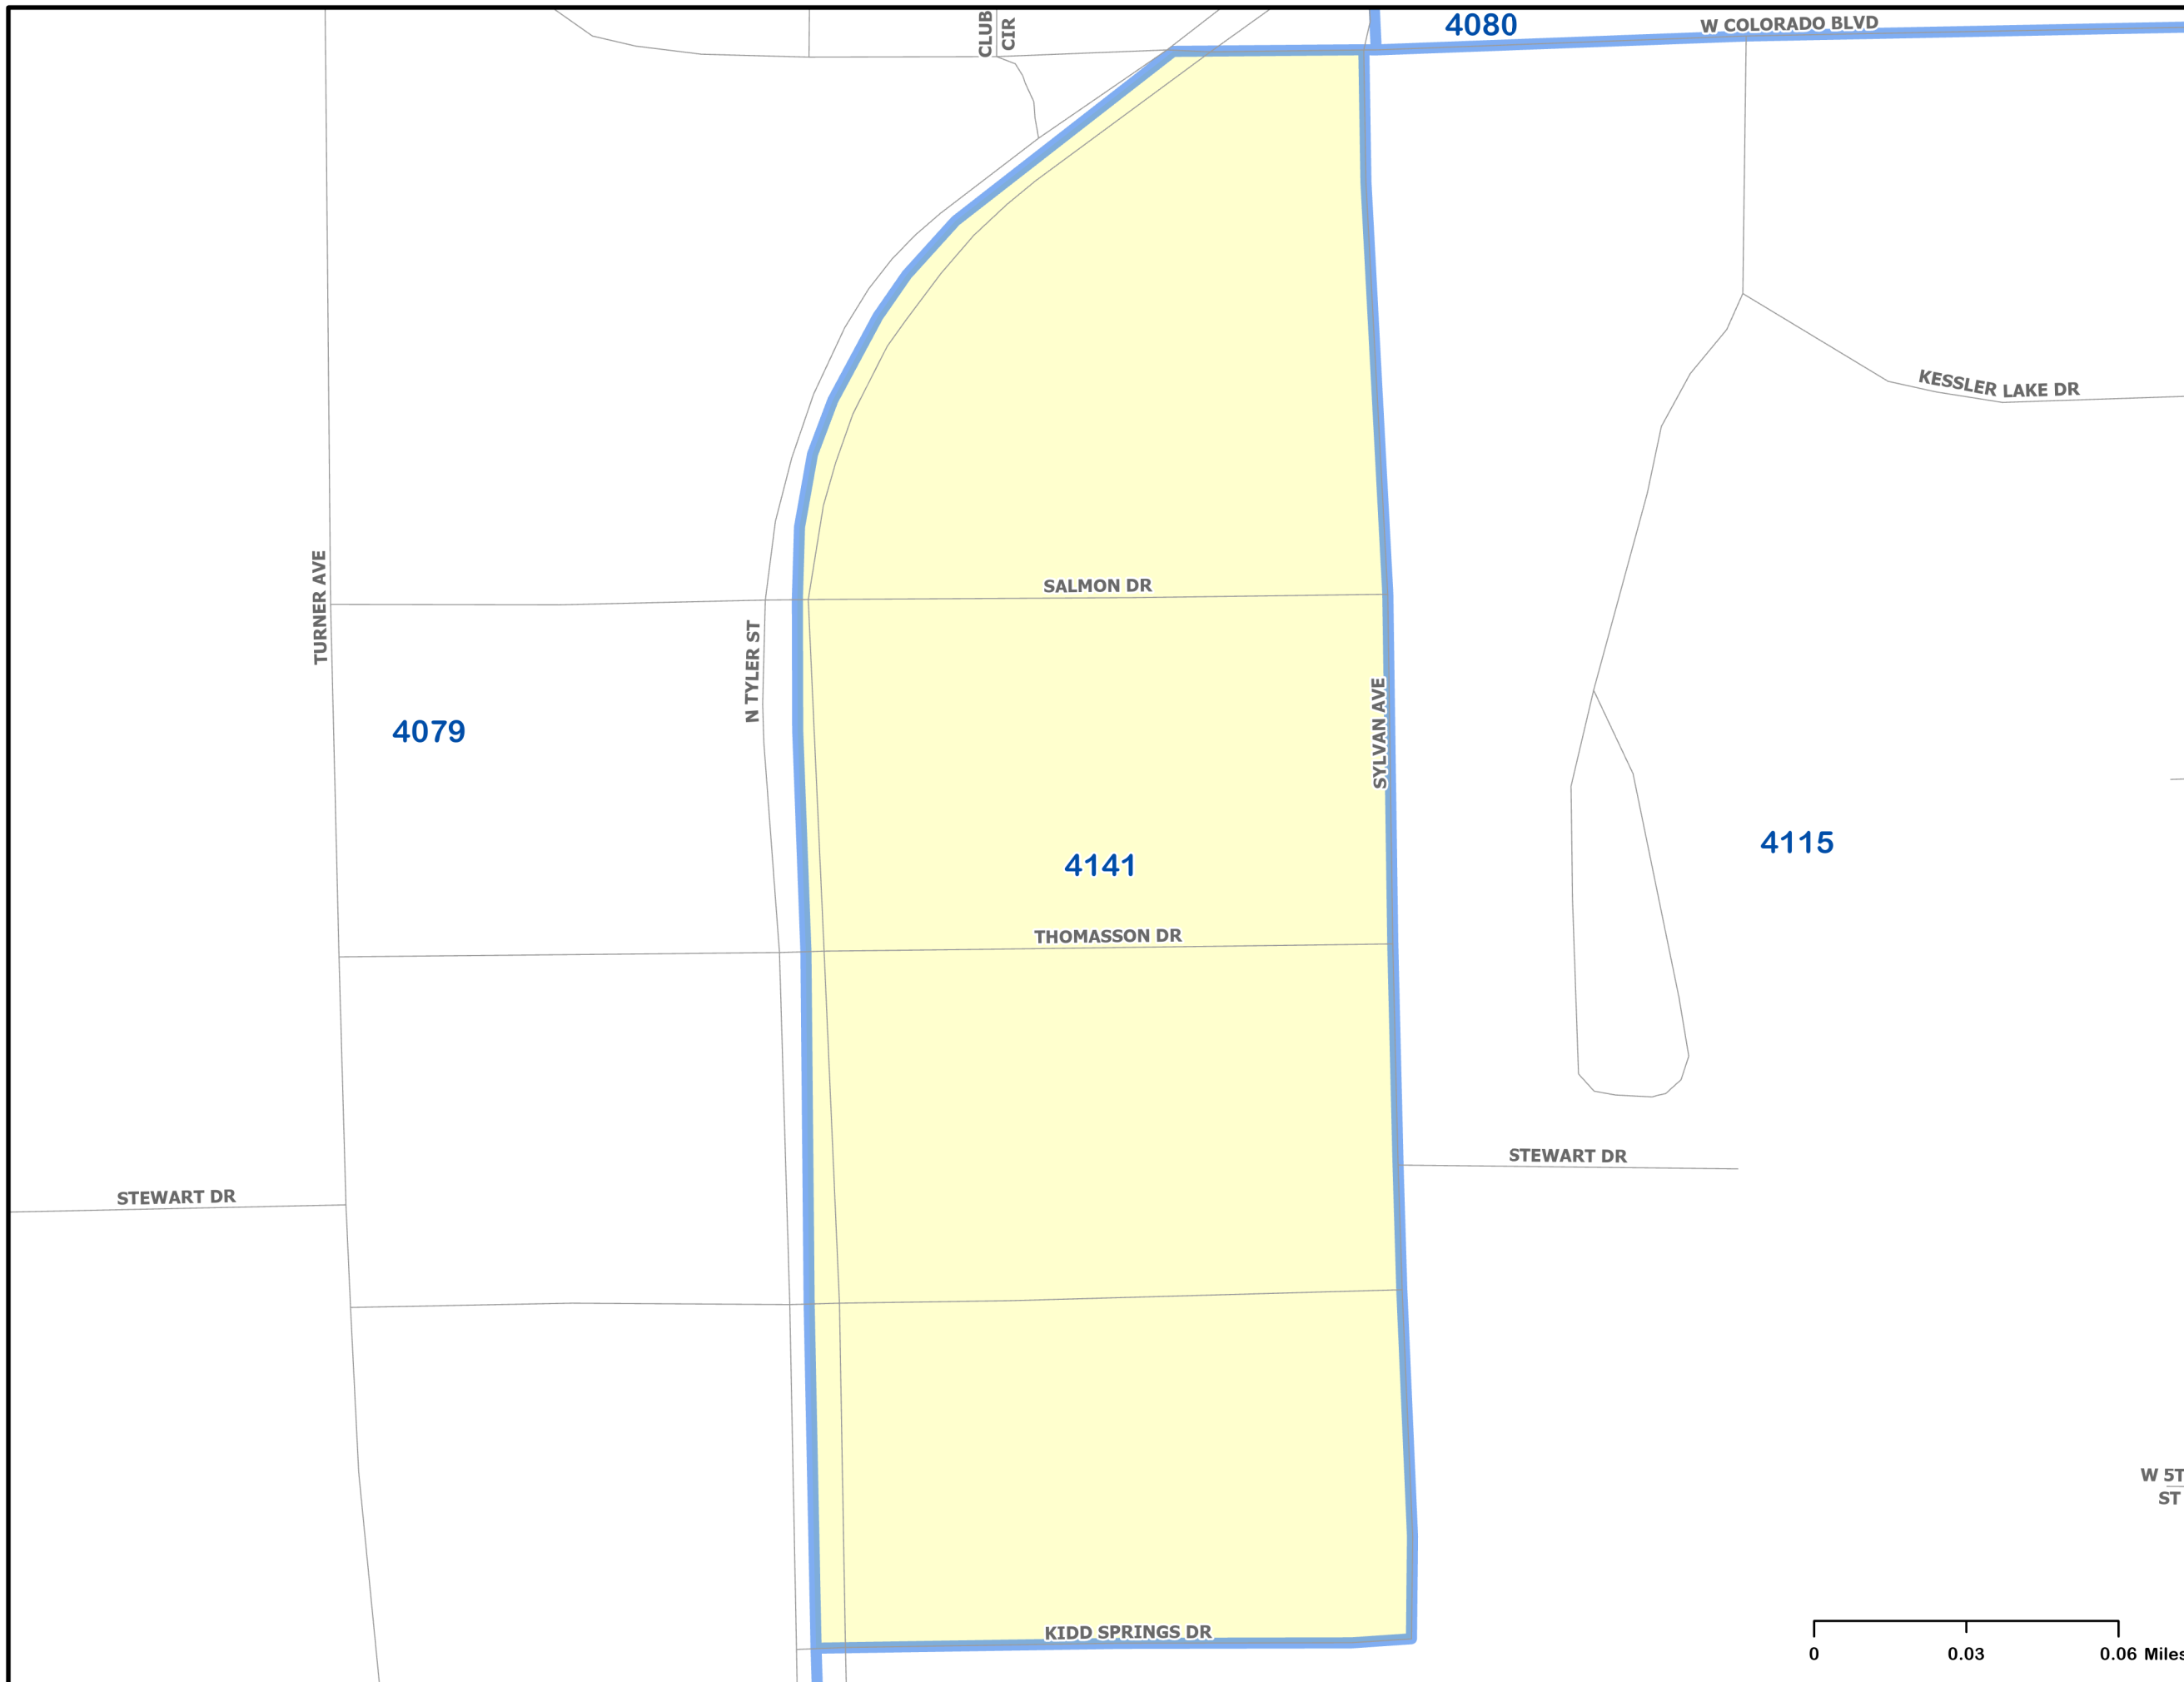 CLUB
CIR
4080
W COLORADO BLVD
KESSLER LAKE DR
TURNER AVE
SALMON DR
N TYLER ST
SYLVAN AVE
4079
4115
4141
THOMASSON DR
STEWART DR
STEWART DR
W 5T
ST
KIDD SPRINGS DR
0 0.03 0.06 Miles